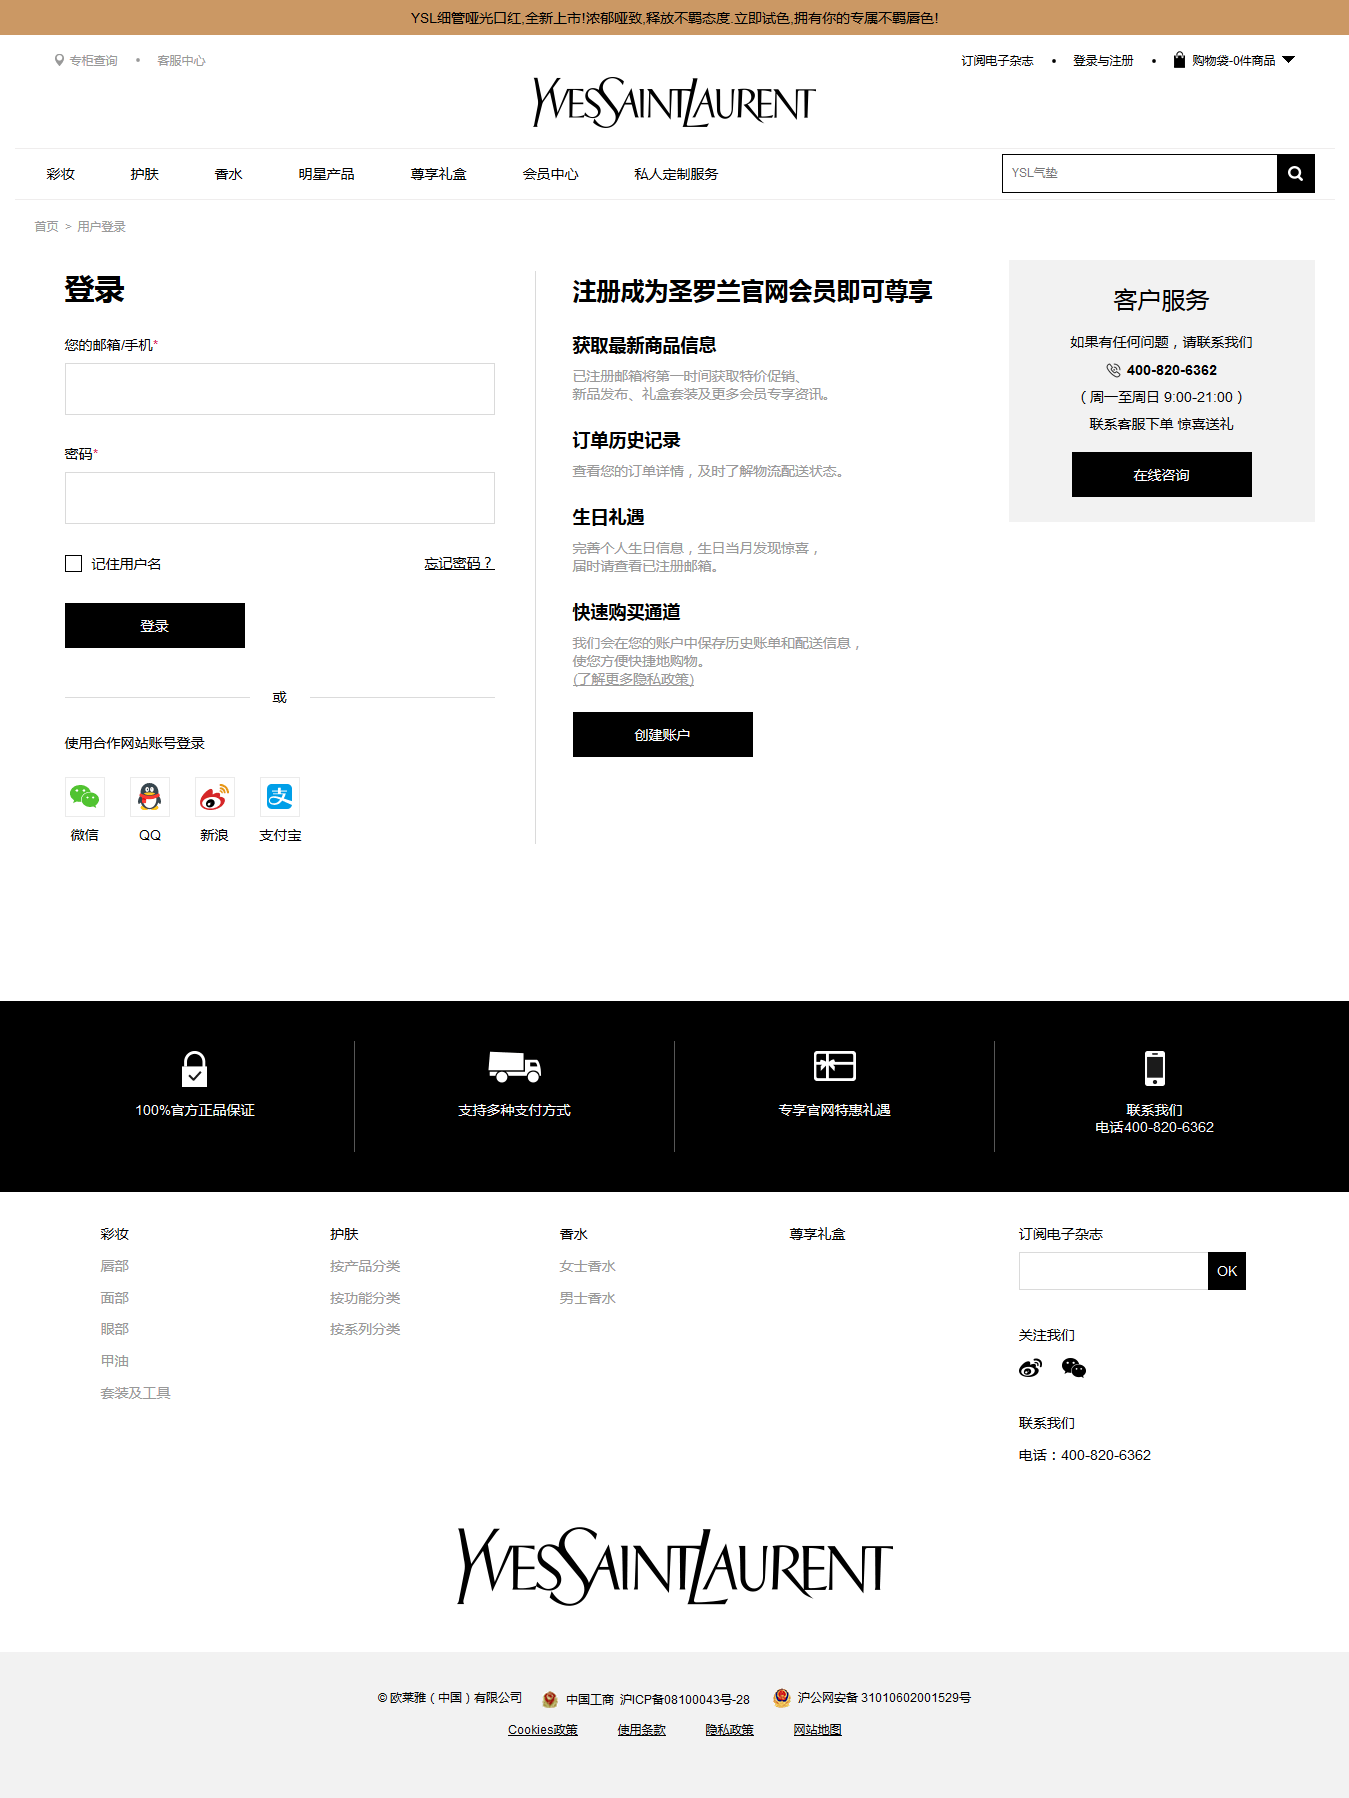 YSL细管哑光口红,全新上市!浓郁哑致,释放不羁态度.立即试色,拥有你的专属不羁唇色!
专柜查询 • 客服中心
订阅电子杂志 • 登录与注册 • 购物袋-0件商品
YVESSAINTLAURENT
彩妆 护肤 香水 明星产品 尊享礼盒 会员中心 私人定制服务
YSL气垫
首页 > 用户登录
登录
您的邮箱/手机*
密码*
记住用户名
忘记密码？
登录
或
使用合作网站账号登录
微信 QQ 新浪 支付宝
注册成为圣罗兰官网会员即可尊享
获取最新商品信息
已注册邮箱将第一时间获取特价促销、
新品发布、礼盒套装及更多会员专享资讯。
订单历史记录
查看您的订单详情，及时了解物流配送状态。
生日礼遇
完善个人生日信息，生日当月发现惊喜，
届时请查看已注册邮箱。
快速购买通道
我们会在您的账户中保存历史账单和配送信息，
使您方便快捷地购物。
(了解更多隐私政策)
创建账户
客户服务
如果有任何问题，请联系我们
400-820-6362
（周一至周日 9:00-21:00）
联系客服下单 惊喜送礼
在线咨询
100%官方正品保证
支持多种支付方式
专享官网特惠礼遇
联系我们
电话400-820-6362
彩妆
唇部
面部
眼部
甲油
套装及工具
护肤
按产品分类
按功能分类
按系列分类
香水
女士香水
男士香水
尊享礼盒
订阅电子杂志
OK
关注我们
联系我们
电话：400-820-6362
YVESSAINTLAURENT
© 欧莱雅（中国）有限公司 中国工商 沪ICP备08100043号-28 沪公网安备 31010602001529号
Cookies政策 使用条款 隐私政策 网站地图